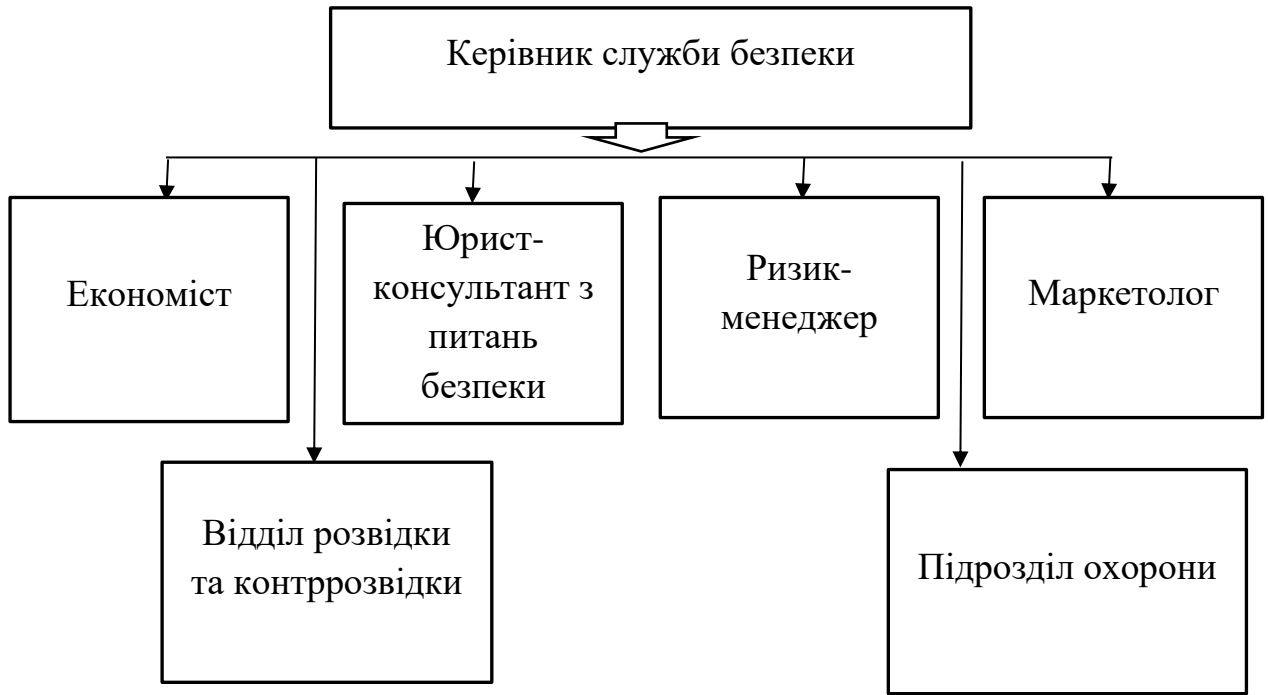 Керівник служби безпеки
Економіст
Юрист-
консультант з
питань
безпеки
Ризик-
менеджер
Маркетолог
Відділ розвідки
та контррозвідки
Підрозділ охорони